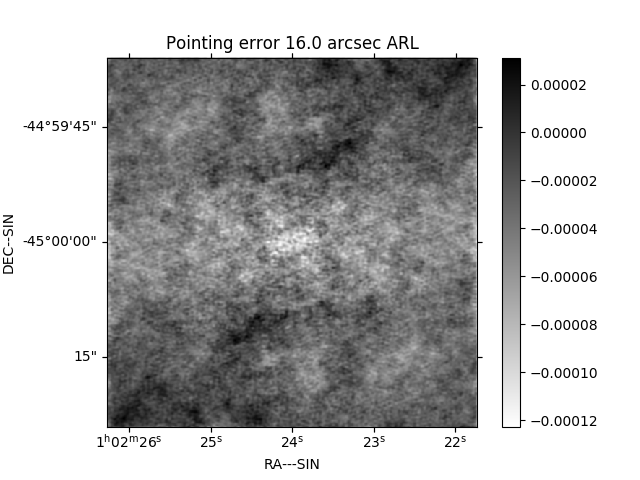 Pointing error 16.0 arcsec ARL
-44°59'45"
-45°00'00"
15"
DEC--SIN
1ʰ02ᵐ26ˢ 25ˢ 24ˢ 23ˢ 22ˢ
RA---SIN
0.00002
0.00000
−0.00002
−0.00004
−0.00006
−0.00008
−0.00010
−0.00012